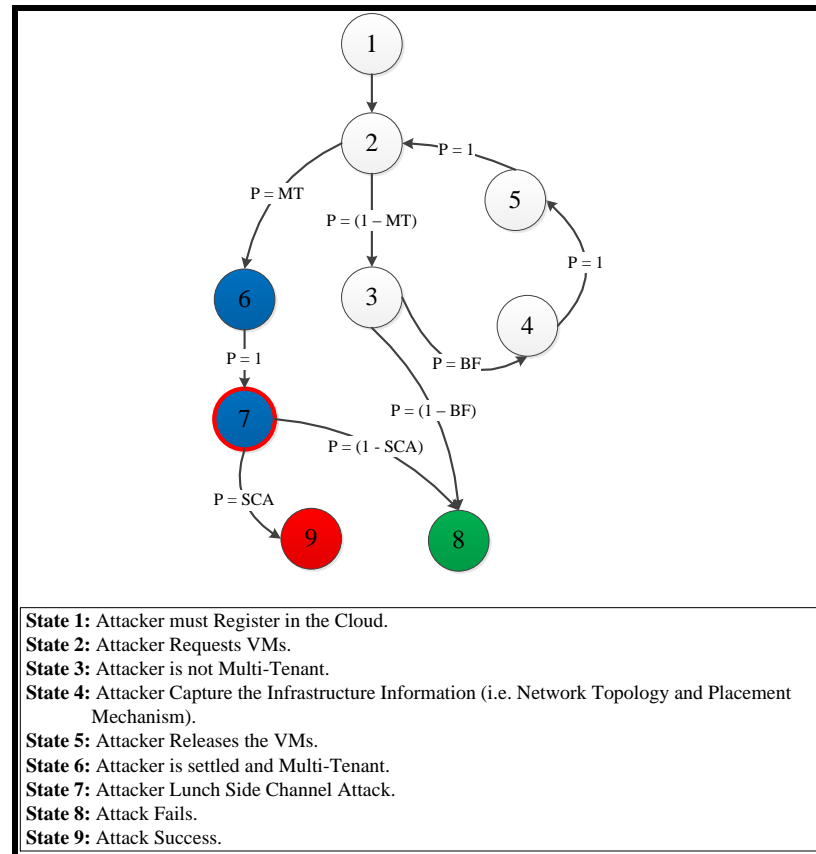 1
2
P = 1
5
P = MT
P = (1 – MT)
P = 1
6
3
4
P = 1
P = BF
7
P = (1 – BF)
P = (1 - SCA)
P = SCA
9
8
State 1: Attacker must Register in the Cloud.
State 2: Attacker Requests VMs.
State 3: Attacker is not Multi-Tenant.
State 4: Attacker Capture the Infrastructure Information (i.e. Network Topology and Placement
Mechanism).
State 5: Attacker Releases the VMs.
State 6: Attacker is settled and Multi-Tenant.
State 7: Attacker Lunch Side Channel Attack.
State 8: Attack Fails.
State 9: Attack Success.